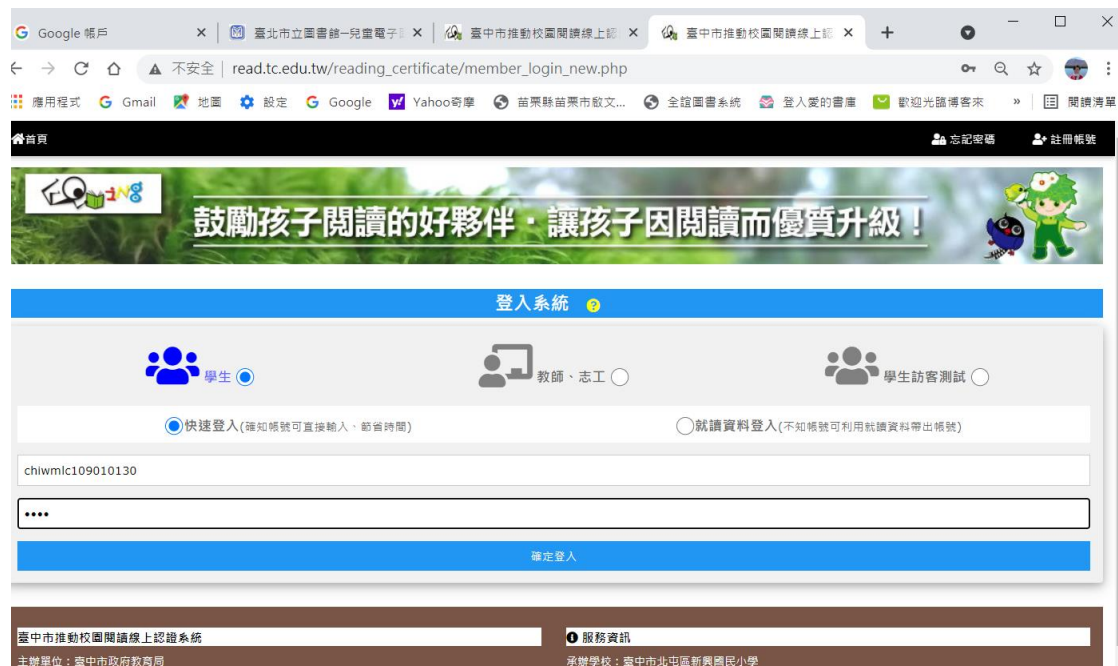 Google 帳戶
臺北市立圖書館–兒童電子
臺中市推動校園閱讀線上認
臺中市推動校園閱讀線上認
不安全 | read.tc.edu.tw/reading_certificate/member_login_new.php
應用程式 Gmail 地圖 設定 Google Yahoo奇摩 苗栗縣苗栗市啟文... 全誼圖書系統 登入愛的書庫 歡迎光臨博客來 » 閱讀清單
首頁 忘記密碼 註冊帳號
鼓勵孩子閱讀的好夥伴‧讓孩子因閱讀而優質升級！
登入系統 ?
學生 教師、志工 學生訪客測試
快速登入(確知帳號可直接輸入、節省時間) 就讀資料登入(不知帳號可利用就讀資料帶出帳號)
chiwmlc109010130
••••
確定登入
臺中市推動校園閱讀線上認證系統 服務資訊
主辦單位：臺中市政府教育局 承辦學校：臺中市北屯區新興國民小學